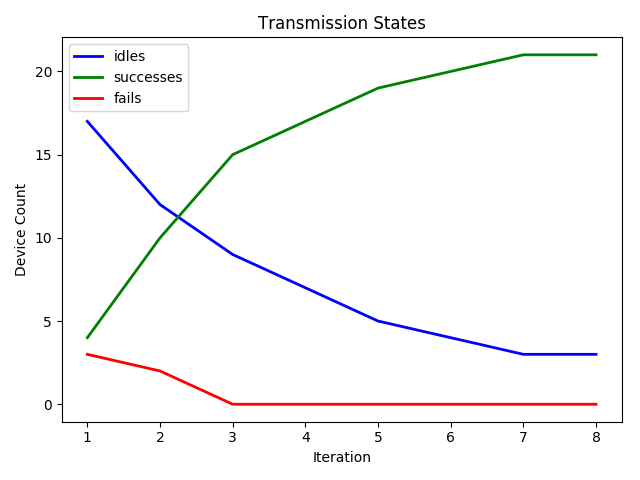 Transmission States
idles
successes
fails
Device Count
20
15
10
5
0
1 2 3 4 5 6 7 8
Iteration